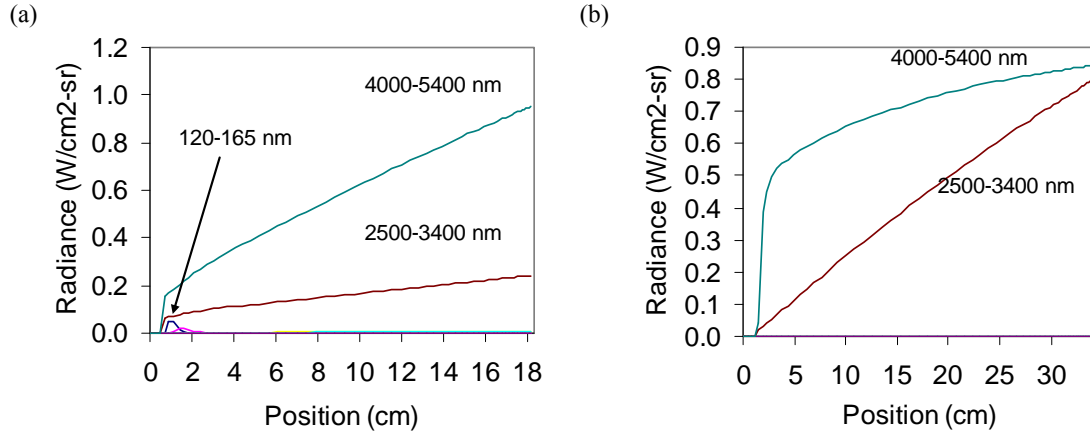 (a)
1.2
1.0
0.8
0.6
0.4
0.2
0.0
Radiance (W/cm2-sr)
4000-5400 nm
120-165 nm
2500-3400 nm
0 2 4 6 8 10 12 14 16 18
Position (cm)
(b)
0.9
0.8
0.7
0.6
0.5
0.4
0.3
0.2
0.1
0.0
Radiance (W/cm2-sr)
4000-5400 nm
2500-3400 nm
0 5 10 15 20 25 30
Position (cm)